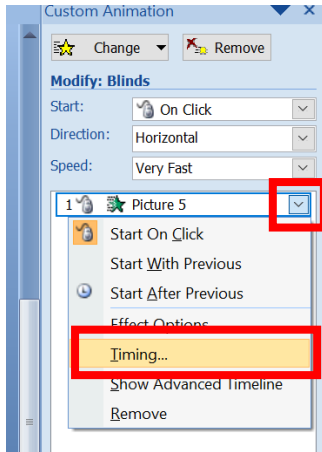 Custom Animation
Change Remove
Modify: Blinds
Start: On Click
Direction: Horizontal
Speed: Very Fast
1 Picture 5
Start On Click
Start With Previous
Start After Previous
Effect Options...
Timing...
Show Advanced Timeline
Remove